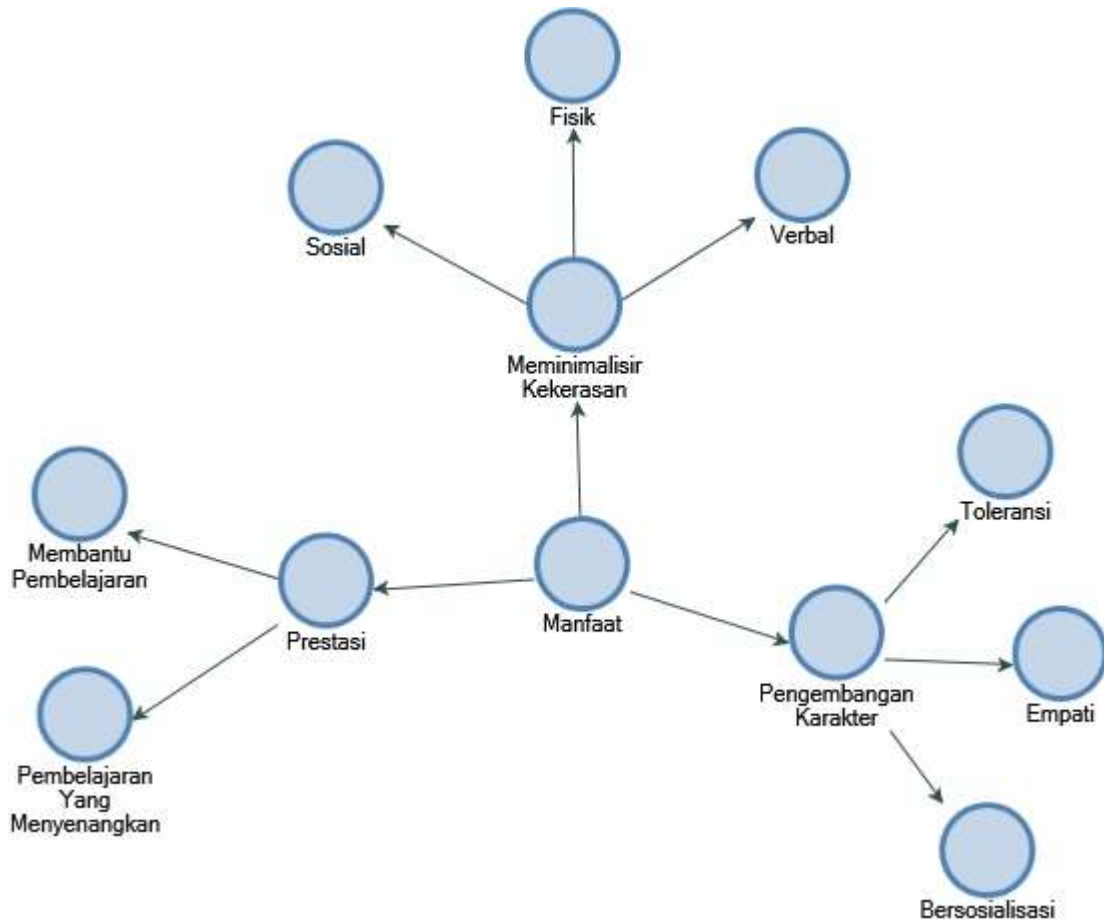 Fisik
Sosial
Verbal
Meminimalisir
Kekerasan
Toleransi
Membantu
Pembelajaran
Prestasi
Manfaat
Pengembangan
Karakter
Empati
Pembelajaran
Yang
Menyenangkan
Bersosialisasi